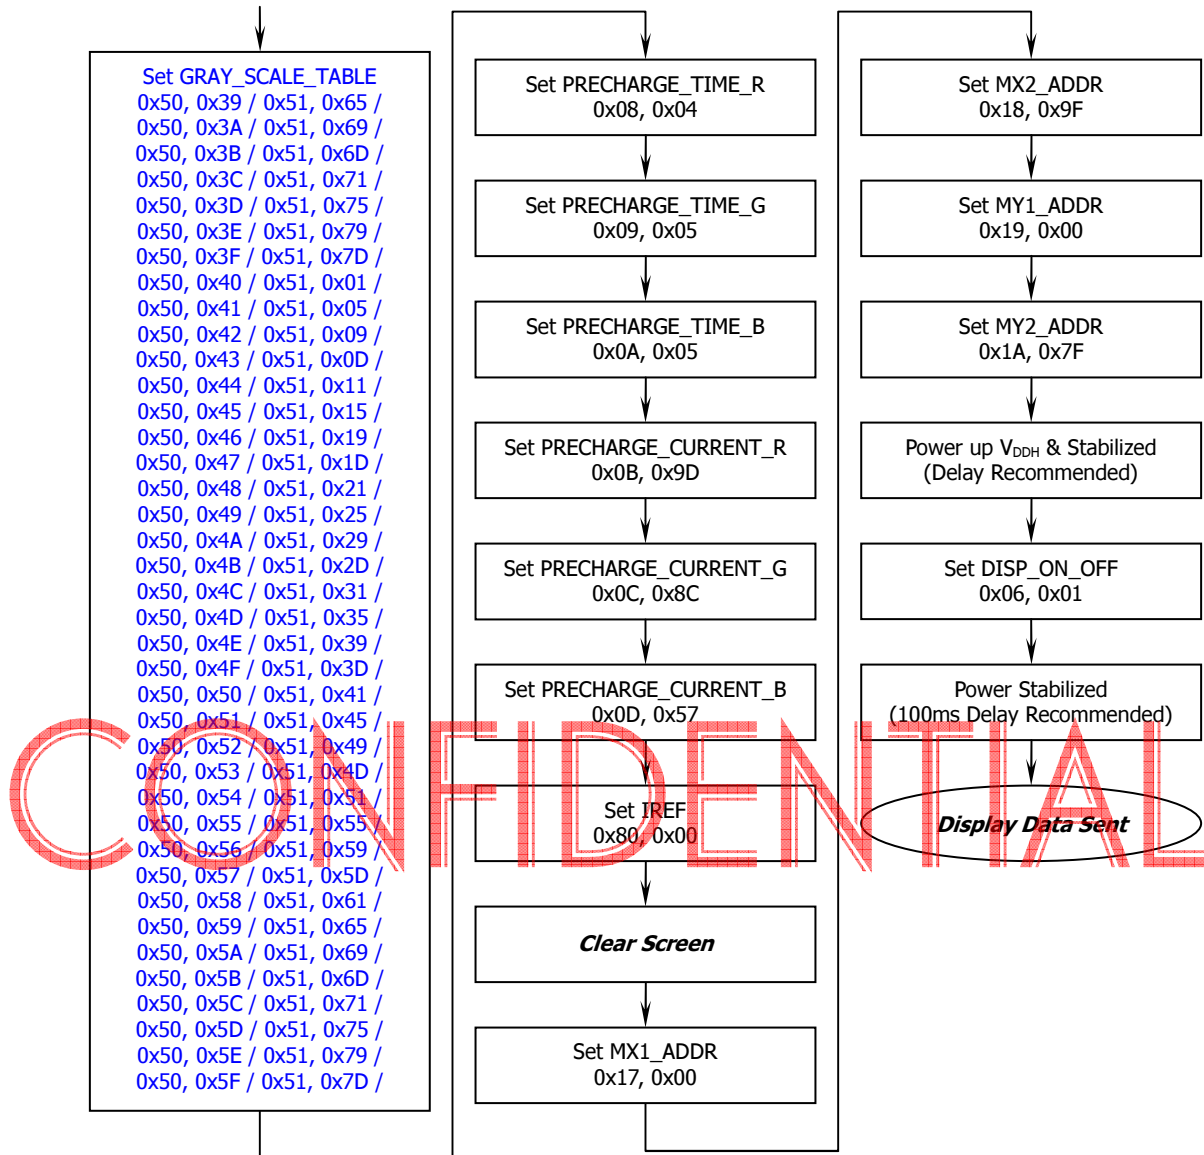 Set GRAY_SCALE_TABLE
0x50, 0x39 / 0x51, 0x65 /
0x50, 0x3A / 0x51, 0x69 /
0x50, 0x3B / 0x51, 0x6D /
0x50, 0x3C / 0x51, 0x71 /
0x50, 0x3D / 0x51, 0x75 /
0x50, 0x3E / 0x51, 0x79 /
0x50, 0x3F / 0x51, 0x7D /
0x50, 0x40 / 0x51, 0x01 /
0x50, 0x41 / 0x51, 0x05 /
0x50, 0x42 / 0x51, 0x09 /
0x50, 0x43 / 0x51, 0x0D /
0x50, 0x44 / 0x51, 0x11 /
0x50, 0x45 / 0x51, 0x15 /
0x50, 0x46 / 0x51, 0x19 /
0x50, 0x47 / 0x51, 0x1D /
0x50, 0x48 / 0x51, 0x21 /
0x50, 0x49 / 0x51, 0x25 /
0x50, 0x4A / 0x51, 0x29 /
0x50, 0x4B / 0x51, 0x2D /
0x50, 0x4C / 0x51, 0x31 /
0x50, 0x4D / 0x51, 0x35 /
0x50, 0x4E / 0x51, 0x39 /
0x50, 0x4F / 0x51, 0x3D /
0x50, 0x50 / 0x51, 0x41 /
0x50, 0x51 / 0x51, 0x45 /
0x50, 0x52 / 0x51, 0x49 /
0x50, 0x53 / 0x51, 0x4D /
0x50, 0x54 / 0x51, 0x51 /
0x50, 0x55 / 0x51, 0x55 /
0x50, 0x56 / 0x51, 0x59 /
0x50, 0x57 / 0x51, 0x5D /
0x50, 0x58 / 0x51, 0x61 /
0x50, 0x59 / 0x51, 0x65 /
0x50, 0x5A / 0x51, 0x69 /
0x50, 0x5B / 0x51, 0x6D /
0x50, 0x5C / 0x51, 0x71 /
0x50, 0x5D / 0x51, 0x75 /
0x50, 0x5E / 0x51, 0x79 /
0x50, 0x5F / 0x51, 0x7D /
Set PRECHARGE_TIME_R
0x08, 0x04
Set PRECHARGE_TIME_G
0x09, 0x05
Set PRECHARGE_TIME_B
0x0A, 0x05
Set PRECHARGE_CURRENT_R
0x0B, 0x9D
Set PRECHARGE_CURRENT_G
0x0C, 0x8C
Set PRECHARGE_CURRENT_B
0x0D, 0x57
Set IREF
0x80, 0x00
Clear Screen
Set MX1_ADDR
0x17, 0x00
Set MX2_ADDR
0x18, 0x9F
Set MY1_ADDR
0x19, 0x00
Set MY2_ADDR
0x1A, 0x7F
Power up VDDH & Stabilized
(Delay Recommended)
Set DISP_ON_OFF
0x06, 0x01
Power Stabilized
(100ms Delay Recommended)
Display Data Sent
CONFIDENTIAL